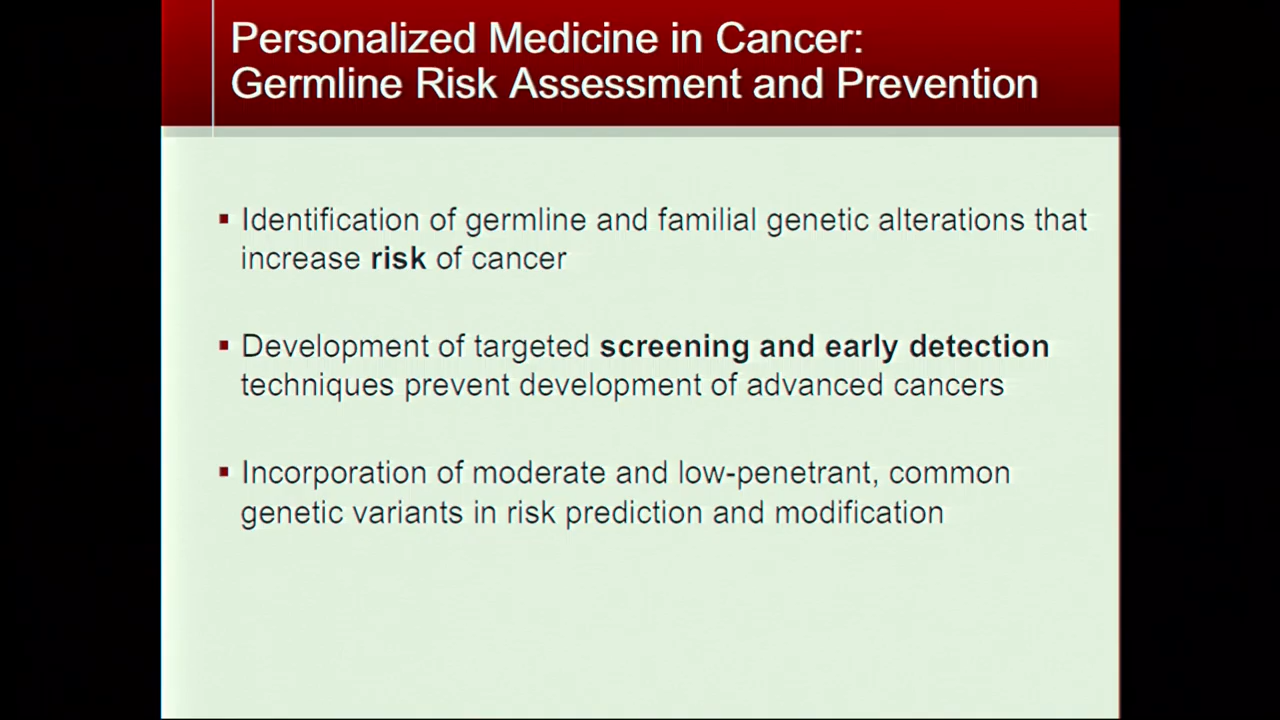 Personalized Medicine in Cancer:
Germline Risk Assessment and Prevention
▪ Identification of germline and familial genetic alterations that
increase risk of cancer
▪ Development of targeted screening and early detection
techniques prevent development of advanced cancers
▪ Incorporation of moderate and low-penetrant, common
genetic variants in risk prediction and modification